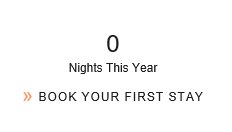 0
Nights This Year
» BOOK YOUR FIRST STAY